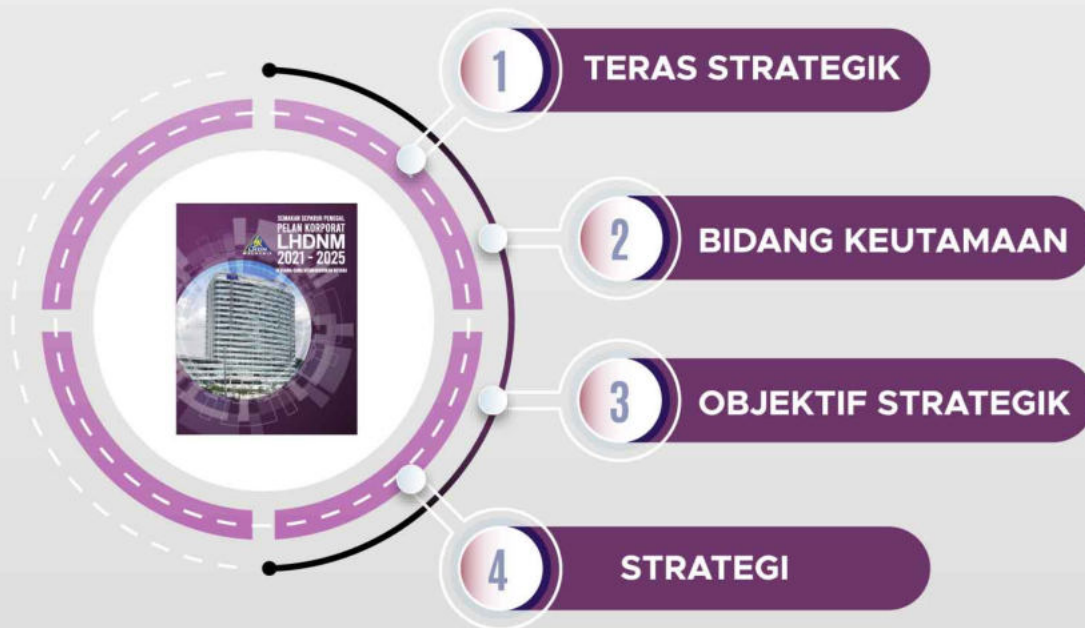 1
TERAS STRATEGIK
2
BIDANG KEUTAMAAN
3
OBJEKTIF STRATEGIK
4
STRATEGI
SEMAKAN SEPARUH PENGGAL
PELAN KORPORAT
LHDNM
2021 - 2025